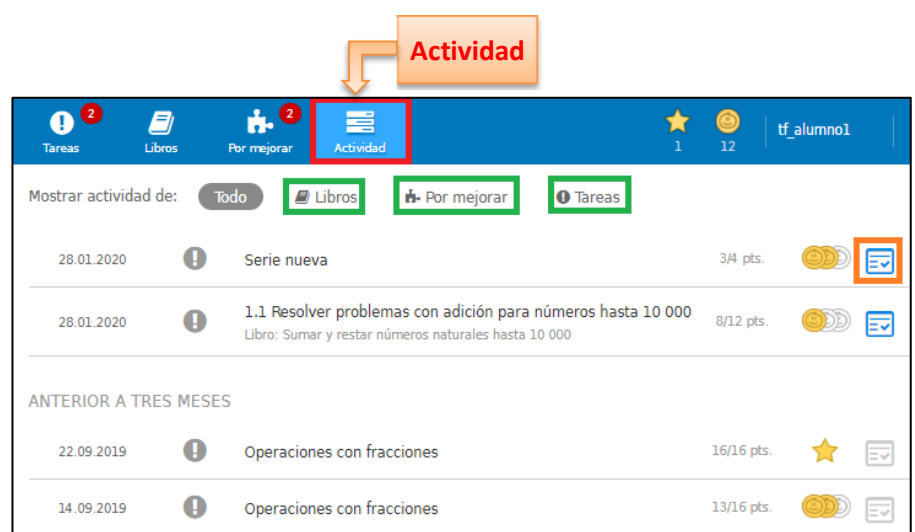 Actividad
2
2
Tareas
Libros
Por mejorar
Actividad
1
12
tf_alumno1
Mostrar actividad de:
Todo
Libros
Por mejorar
Tareas
28.01.2020
Serie nueva
3/4 pts.
28.01.2020
1.1 Resolver problemas con adición para números hasta 10 000
Libro: Sumar y restar números naturales hasta 10 000
8/12 pts.
ANTERIOR A TRES MESES
22.09.2019
Operaciones con fracciones
16/16 pts.
14.09.2019
Operaciones con fracciones
13/16 pts.